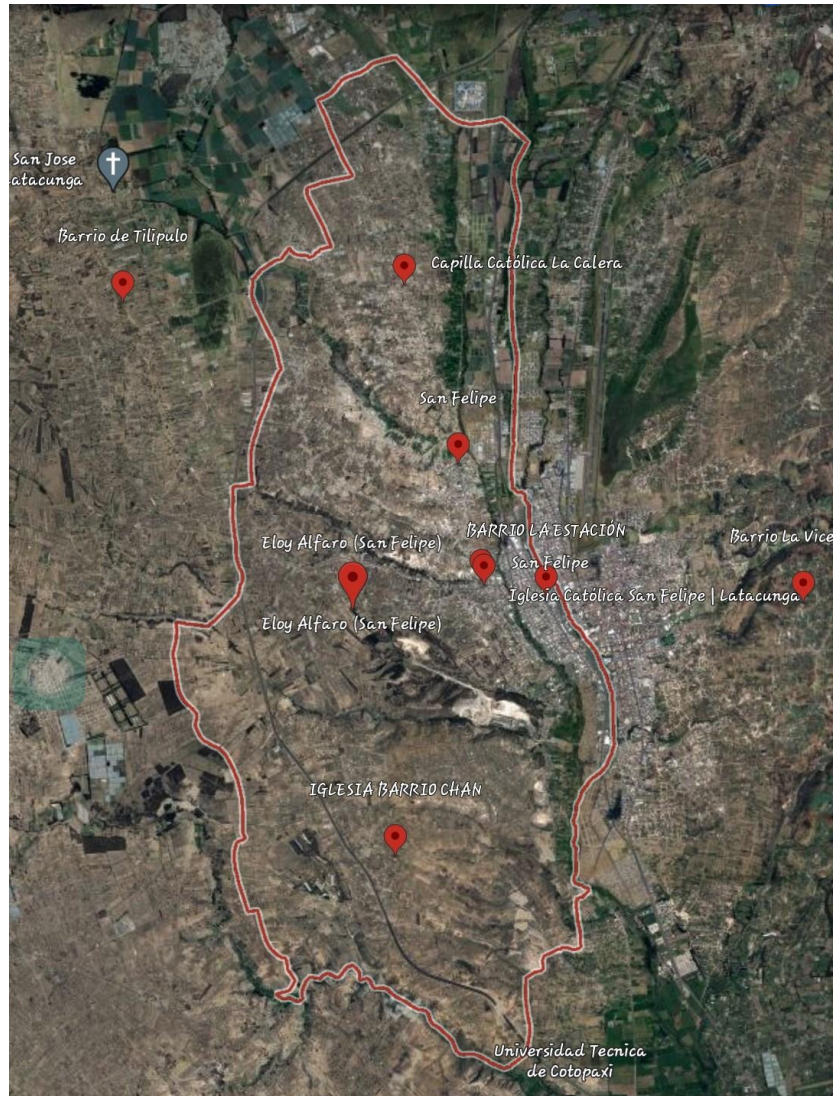 San Jose
atacunga
Barrio de Tilipulo
Capilla Católica La Calera
San Felipe
BARRIO LA ESTACIÓN
Eloy Alfaro (San Felipe)
San Felipe
Barrio La Vice
Iglesia Católica San Felipe | Latacunga
Eloy Alfaro (San Felipe)
IGLESIA BARRIO CHAN
Universidad Tecnica
de Cotopaxi